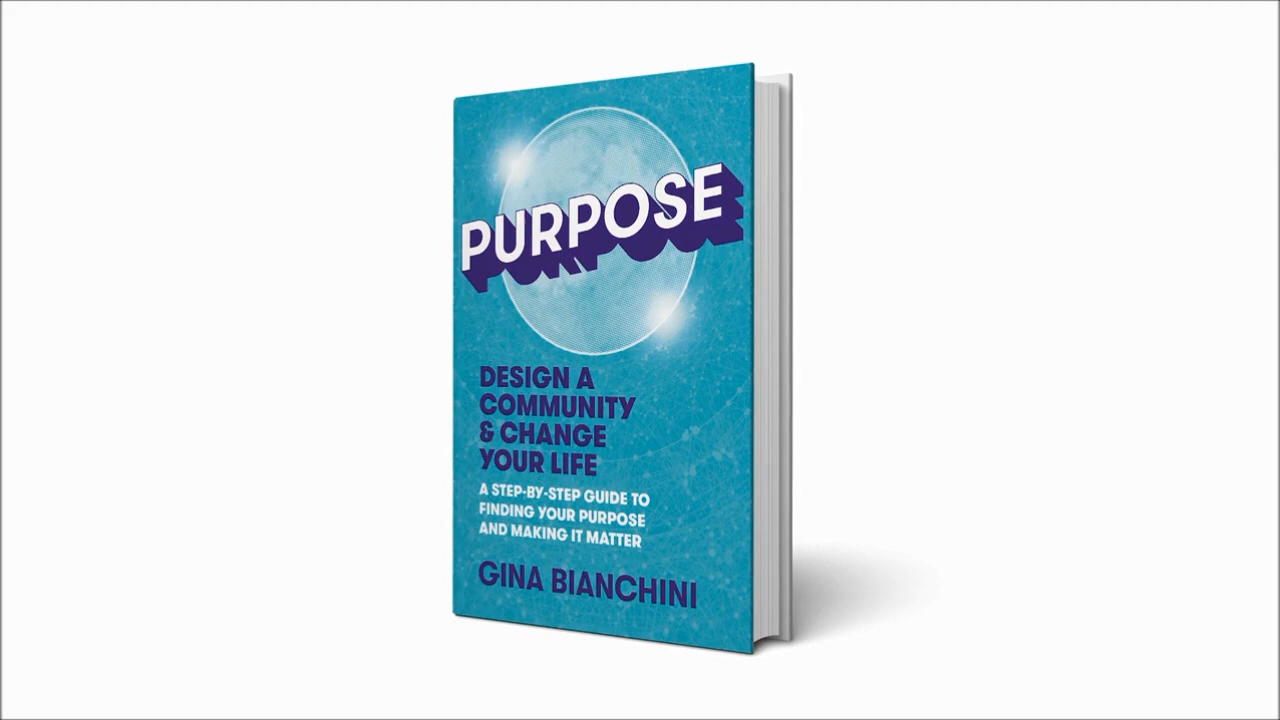 PURPOSE
DESIGN A
COMMUNITY
& CHANGE
YOUR LIFE
A STEP-BY-STEP GUIDE TO
FINDING YOUR PURPOSE
AND MAKING IT MATTER
GINA BIANCHINI